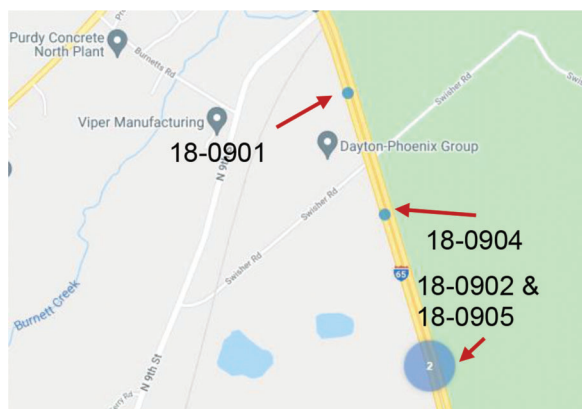 Purdy Concrete
North Plant
Burnetts Rd
Viper Manufacturing
18-0901
N 9th
Dayton-Phoenix Group
Swisher Rd
Swisher Rd
18-0904
Swisher Rd
65
18-0902 &
18-0905
Burnett Creek
2
N 9th St